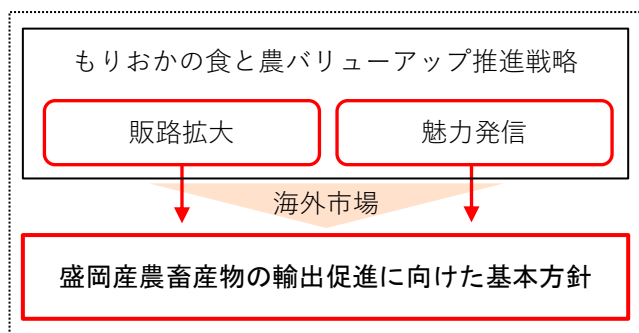 もりおかの食と農バリューアップ推進戦略
販路拡大
魅力発信
海外市場
盛岡産農畜産物の輸出促進に向けた基本方針